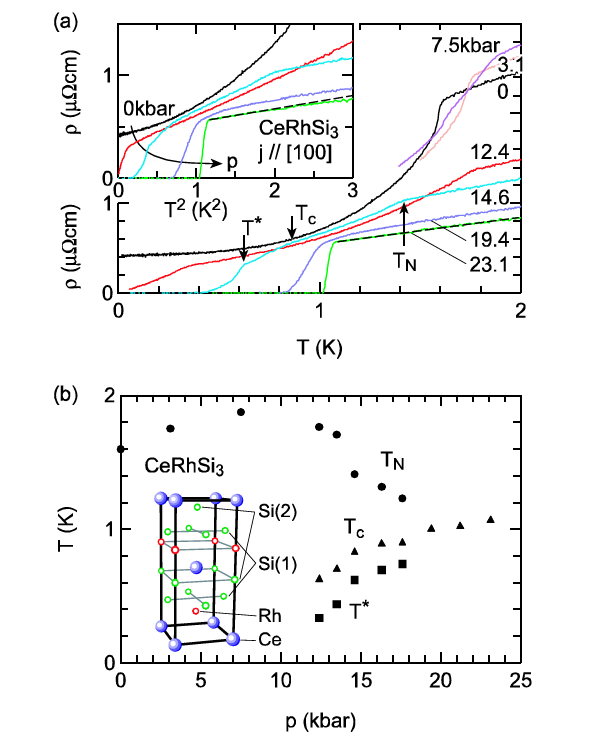 (a)
ρ (μΩcm)
1
0
0kbar
CeRhSi3
j // [100]
p
0 1 2 3
T2 (K2)
7.5kbar
3.1
0
12.4
14.6
19.4
23.1
ρ (μΩcm)
1
0
T*
Tc
TN
0 1 2
T (K)
(b)
T (K)
2
1
0
CeRhSi3
TN
Tc
T*
Si(2)
Si(1)
Rh
Ce
0 5 10 15 20 25
p (kbar)